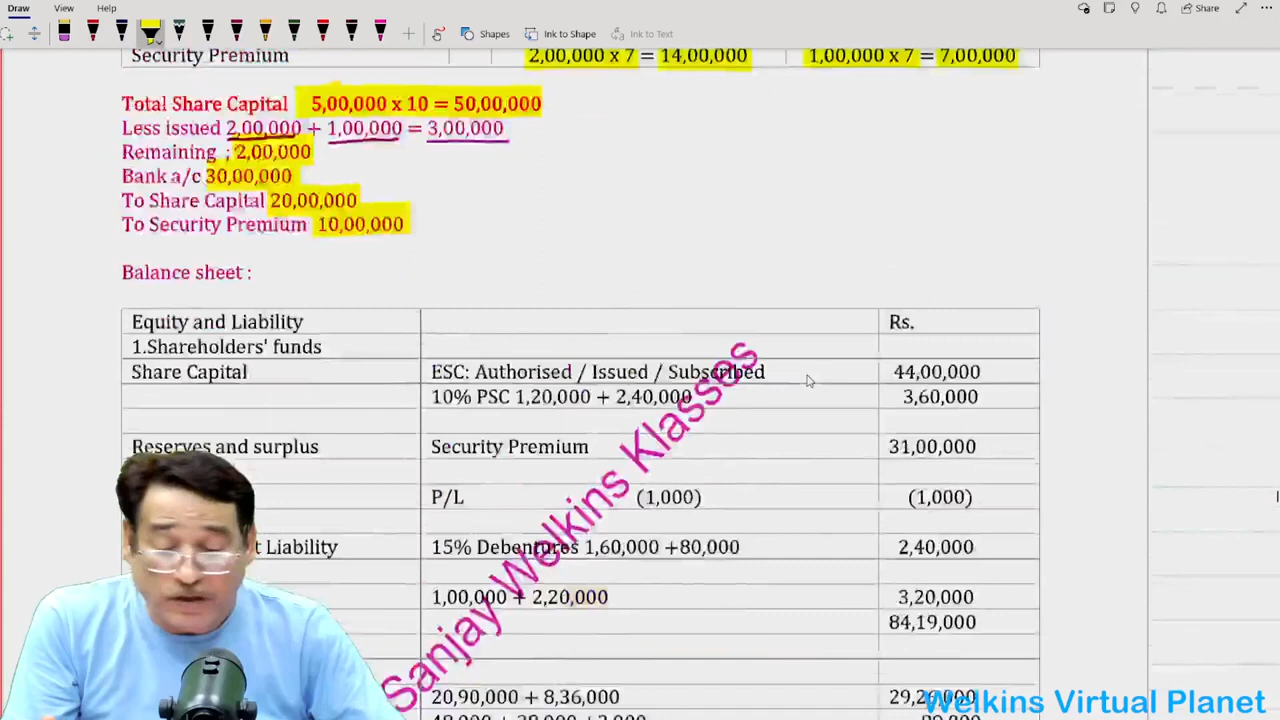 Draw View Help
Share
Shapes Ink to Shape Ink to Text
Security Premium 2,00,000 x 7 = 14,00,000 1,00,000 x 7 = 7,00,000
Total Share Capital 5,00,000 x 10 = 50,00,000
Less issued 2,00,000 + 1,00,000 = 3,00,000
Remaining ; 2,00,000
Bank a/c 30,00,000
To Share Capital 20,00,000
To Security Premium 10,00,000
Balance sheet :
Equity and Liability Rs.
1.Shareholders' funds
Share Capital ESC: Authorised / Issued / Subscribed 44,00,000
10% PSC 1,20,000 + 2,40,000 3,60,000
Reserves and surplus Security Premium 31,00,000
P/L (1,000) (1,000)
Liability 15% Debentures 1,60,000 +80,000 2,40,000
1,00,000 + 2,20,000 3,20,000
84,19,000
20,90,000 + 8,36,000
Sanjay Welkins Klasses
Welkins Virtual Planet